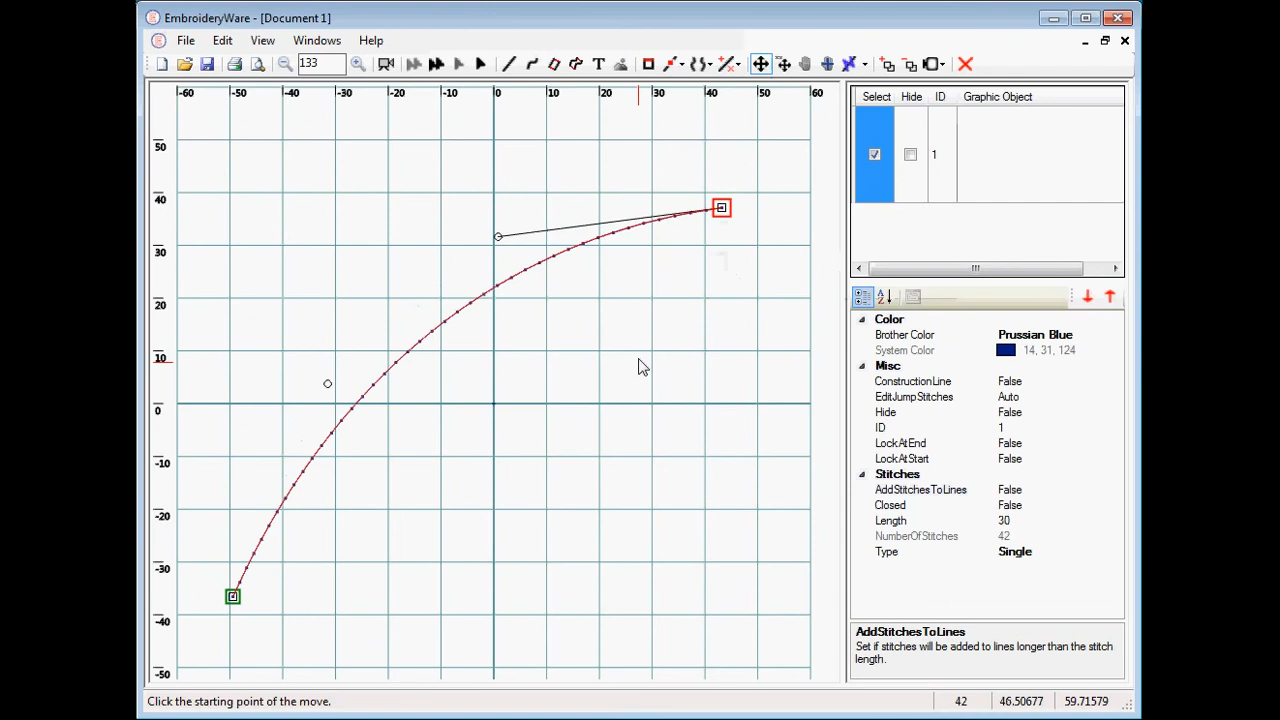 EmbroideryWare - [Document 1]
File Edit View Windows Help
133
-60 -50 -40 -30 -20 -10 0 10 20 30 40 50 60
50
40
30
20
10
0
-10
-20
-30
-40
-50
Select Hide ID Graphic Object
1
Color
Brother Color Prussian Blue
System Color 14, 31, 124
Misc
ConstructionLine False
EditJumpStitches Auto
Hide False
ID 1
LockAtEnd False
LockAtStart False
Stitches
AddStitchesToLines False
Closed False
Length 30
NumberOfStitches 42
Type Single
AddStitchesToLines
Set if stitches will be added to lines longer than the stitch
length.
Click the starting point of the move. 42 46.50677 59.71579